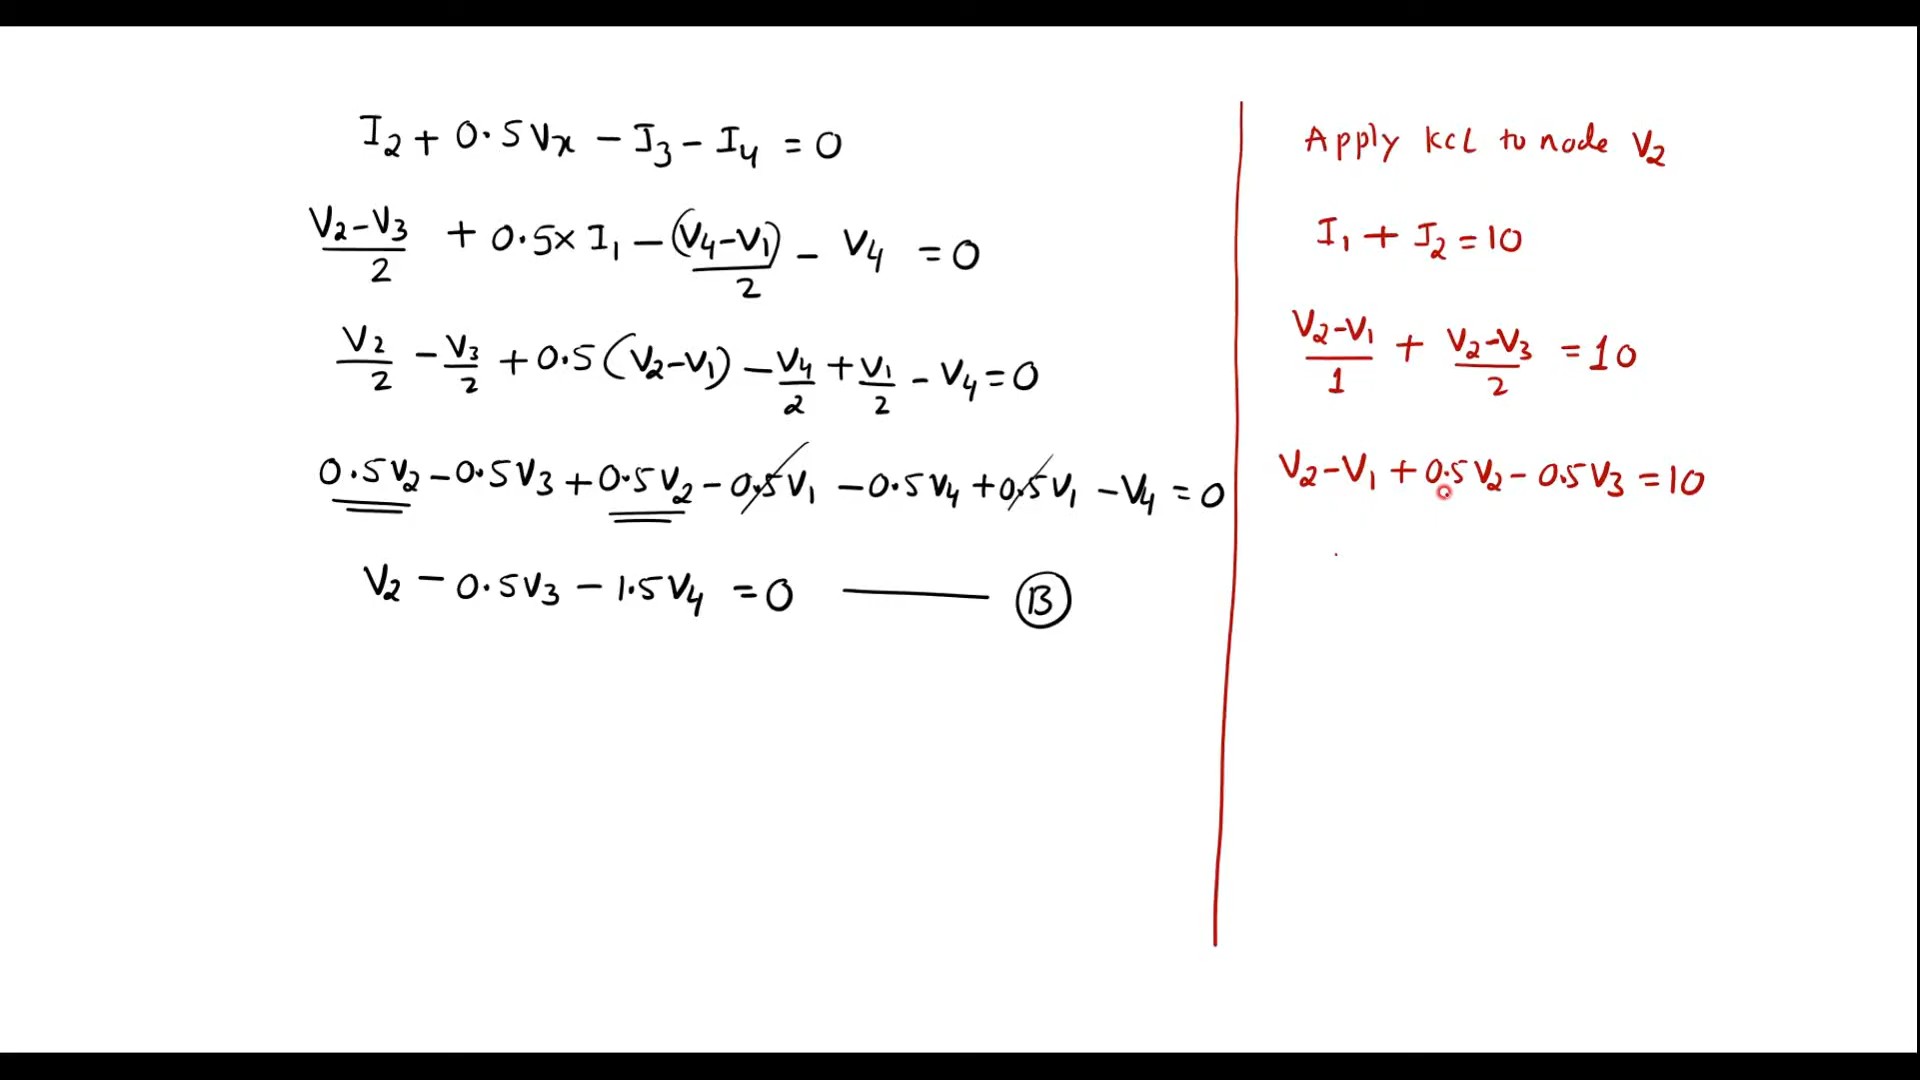 I₂ + 0.5Vx − I₃ − I₄ = 0
(V₂−V₃)/2 + 0.5× I₁ − (V₄−V₁)/2 − V₄ = 0
V₂/2 − V₃/2 + 0.5 (V₂−V₁) − V₄/2 + V₁/2 − V₄ = 0
0.5V₂ − 0.5V₃ + 0.5V₂ − 0.5V₁ − 0.5V₄ + 0.5V₁ − V₄ = 0
V₂ − 0.5V₃ − 1.5V₄ = 0 —— B
Apply KCL to node V₂
I₁ + I₂ = 10
(V₂−V₁)/1 + (V₂−V₃)/2 = 10
V₂−V₁ + 0.5V₂ − 0.5V₃ = 10